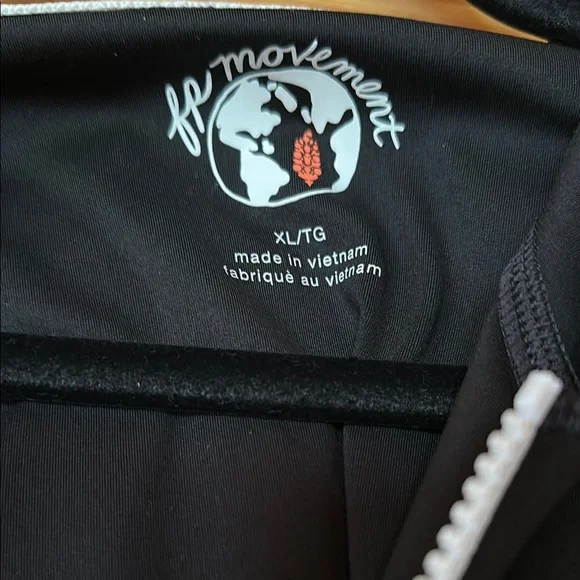 fp movement
XL/TG
made in vietnam
fabriquè au vietnam